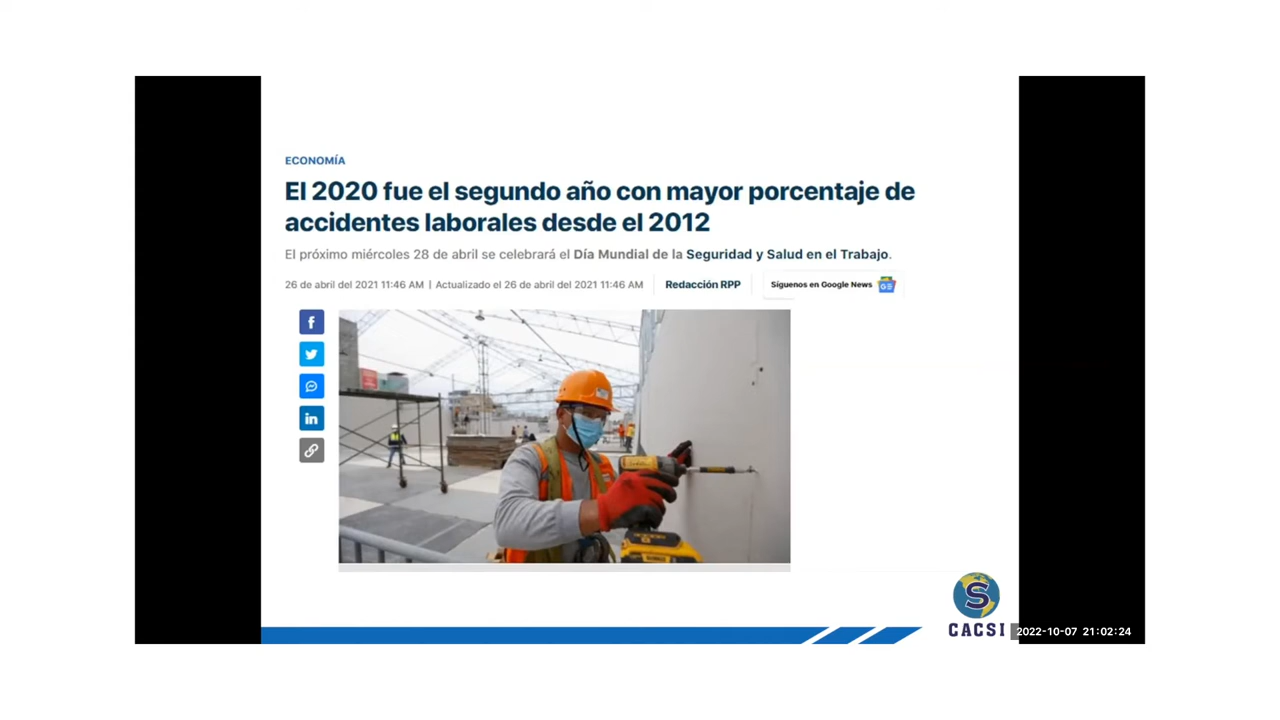 ECONOMÍA
El 2020 fue el segundo año con mayor porcentaje de
accidentes laborales desde el 2012
El próximo miércoles 28 de abril se celebrará el Día Mundial de la Seguridad y Salud en el Trabajo.
26 de abril del 2021 11:46 AM | Actualizado el 26 de abril del 2021 11:46 AM
Redacción RPP
Síguenos en Google News
CACSI
2022-10-07 21:02:24